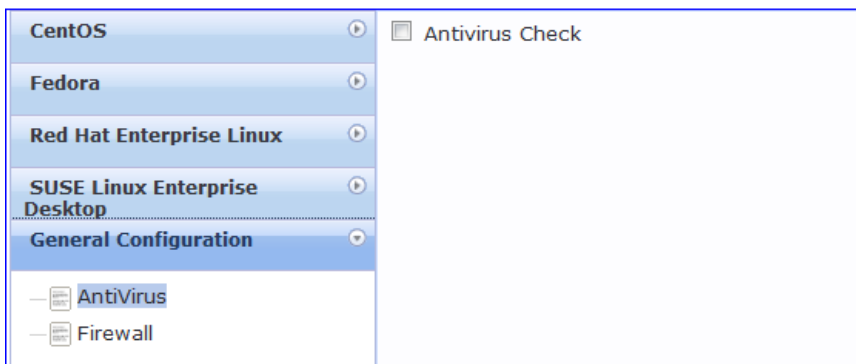 CentOS
Fedora
Red Hat Enterprise Linux
SUSE Linux Enterprise
Desktop
General Configuration
AntiVirus
Firewall
Antivirus Check